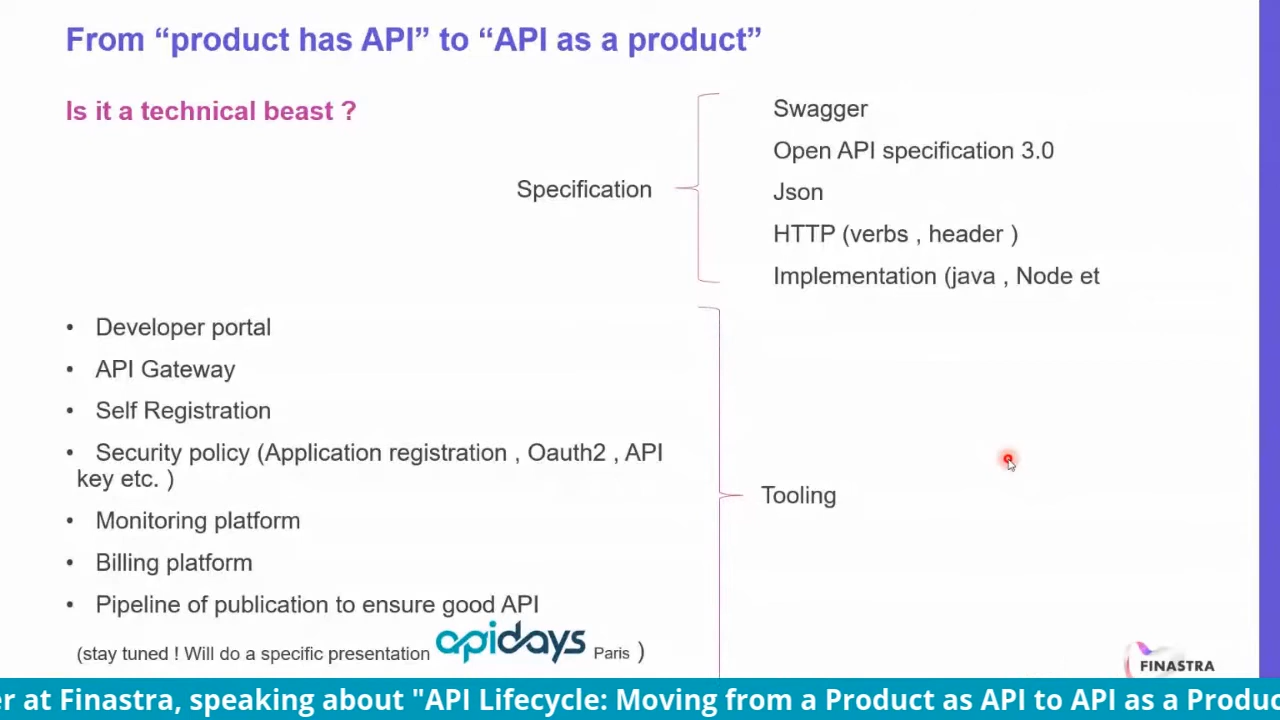 From “product has API” to “API as a product”
Is it a technical beast ?
Specification
Swagger
Open API specification 3.0
Json
HTTP (verbs , header )
Implementation (java , Node et
• Developer portal
• API Gateway
• Self Registration
• Security policy (Application registration , Oauth2 , API
key etc. )
• Monitoring platform
• Billing platform
• Pipeline of publication to ensure good API
(stay tuned ! Will do a specific presentation apidays Paris )
Tooling
FINASTRA
er at Finastra, speaking about "API Lifecycle: Moving from a Product as API to API as a Produc